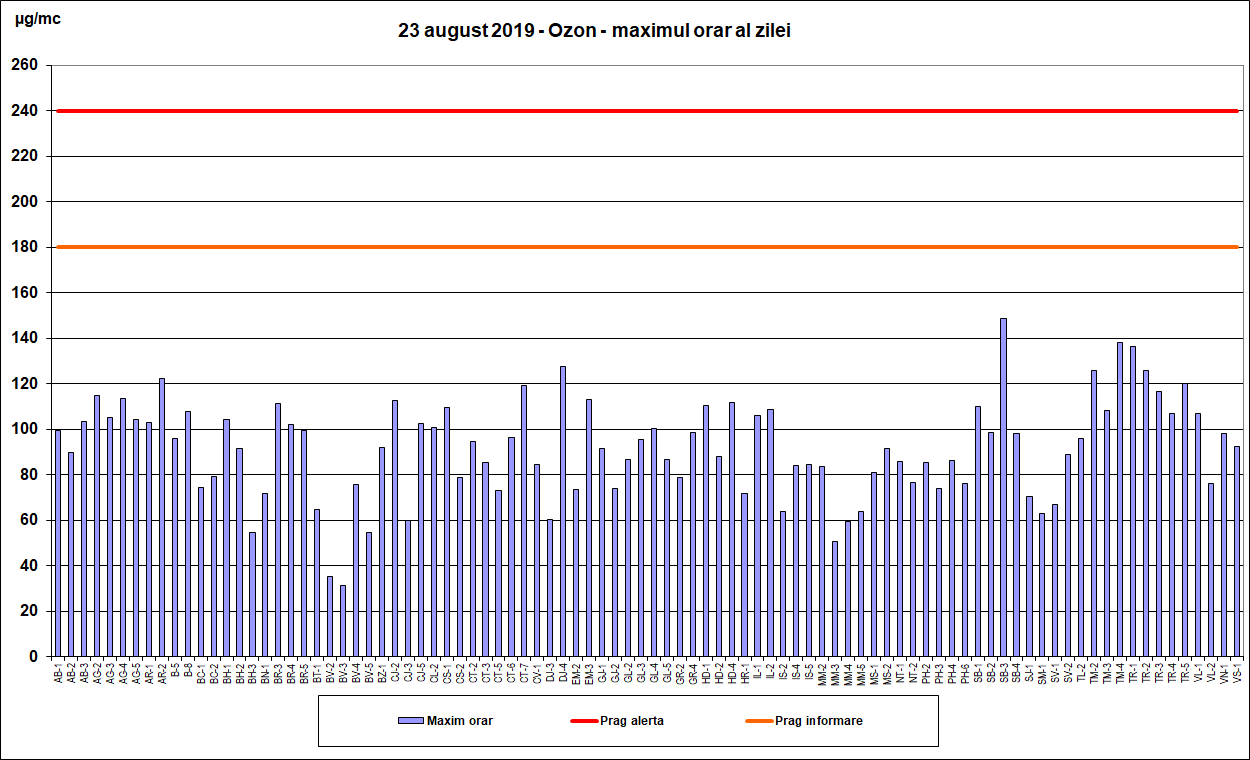 µg/mc
23 august 2019 - Ozon - maximul orar al zilei
260
240
220
200
180
160
140
120
100
80
60
40
20
0
AB-1
AB-2
AB-3
AG-2
AG-3
AG-4
AG-5
AR-1
AR-2
B-5
B-8
BC-1
BC-2
BH-1
BH-2
BH-3
BN-1
BR-3
BR-4
BR-5
BT-1
BV-2
BV-3
BV-4
BV-5
BZ-1
CJ-2
CJ-3
CJ-5
CL-2
CS-1
CS-2
CT-2
CT-3
CT-5
CT-6
CT-7
CV-1
DJ-3
DJ-4
EM-2
EM-3
GJ-1
GJ-2
GL-2
GL-3
GL-4
GL-5
GR-2
GR-4
HD-1
HD-2
HD-4
HR-1
IL-1
IL-2
IS-2
IS-4
IS-5
MM-2
MM-3
MM-4
MM-5
MS-1
MS-2
NT-1
NT-2
PH-2
PH-3
PH-4
PH-6
SB-1
SB-2
SB-3
SB-4
SJ-1
SM-1
SV-1
SV-2
TL-2
TM-2
TM-3
TM-4
TR-1
TR-2
TR-3
TR-4
TR-5
VL-1
VL-2
VN-1
VS-1
Maxim orar
Prag alerta
Prag informare